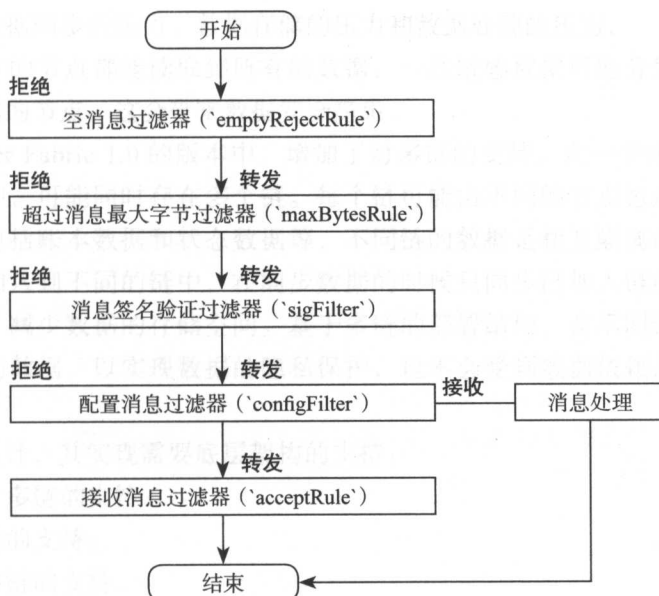 开始
拒绝
空消息过滤器（`emptyRejectRule`）
拒绝 转发
超过消息最大字节过滤器（`maxBytesRule`）
拒绝 转发
消息签名验证过滤器（`sigFilter`）
拒绝 转发
配置消息过滤器（`configFilter`） 接收 消息处理
转发
接收消息过滤器（`acceptRule`）
结束